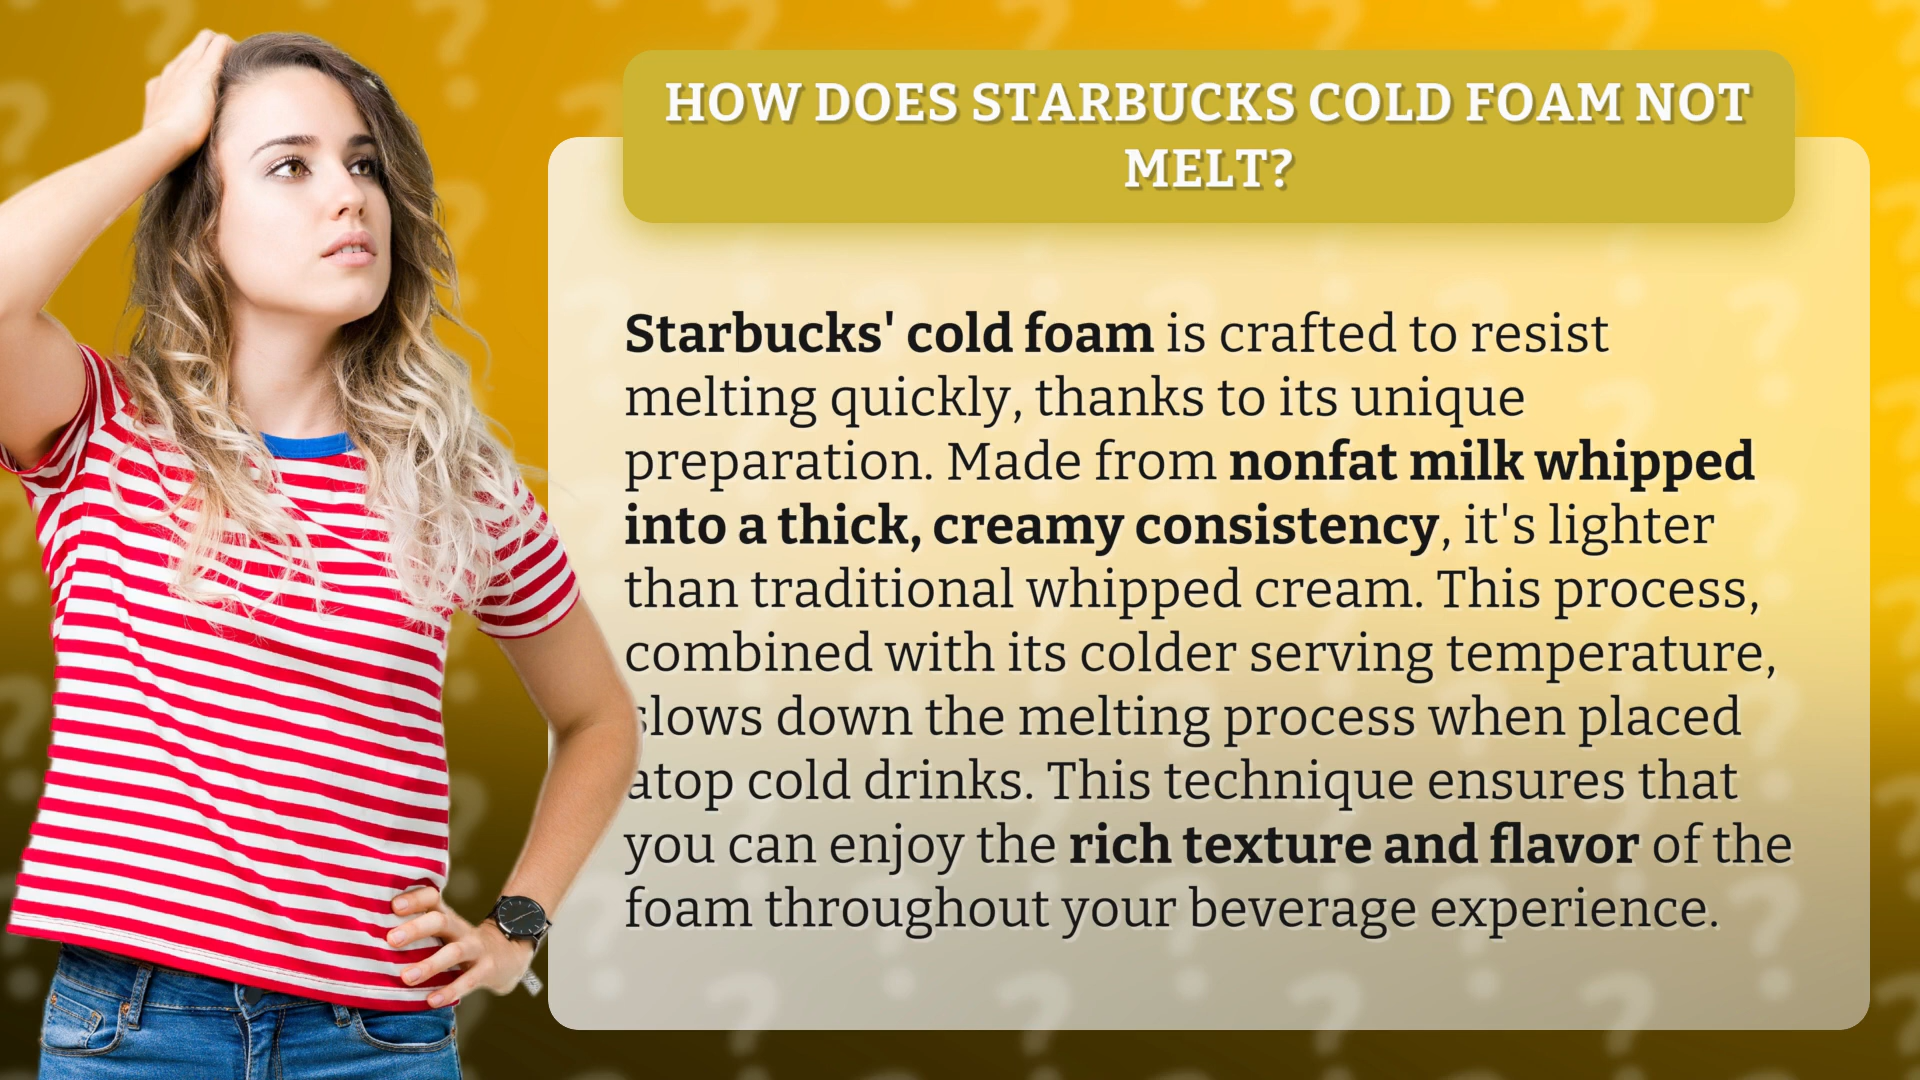 HOW DOES STARBUCKS COLD FOAM NOT
MELT?
Starbucks' cold foam is crafted to resist
melting quickly, thanks to its unique
preparation. Made from nonfat milk whipped
into a thick, creamy consistency, it's lighter
than traditional whipped cream. This process,
combined with its colder serving temperature,
slows down the melting process when placed
atop cold drinks. This technique ensures that
you can enjoy the rich texture and flavor of the
foam throughout your beverage experience.